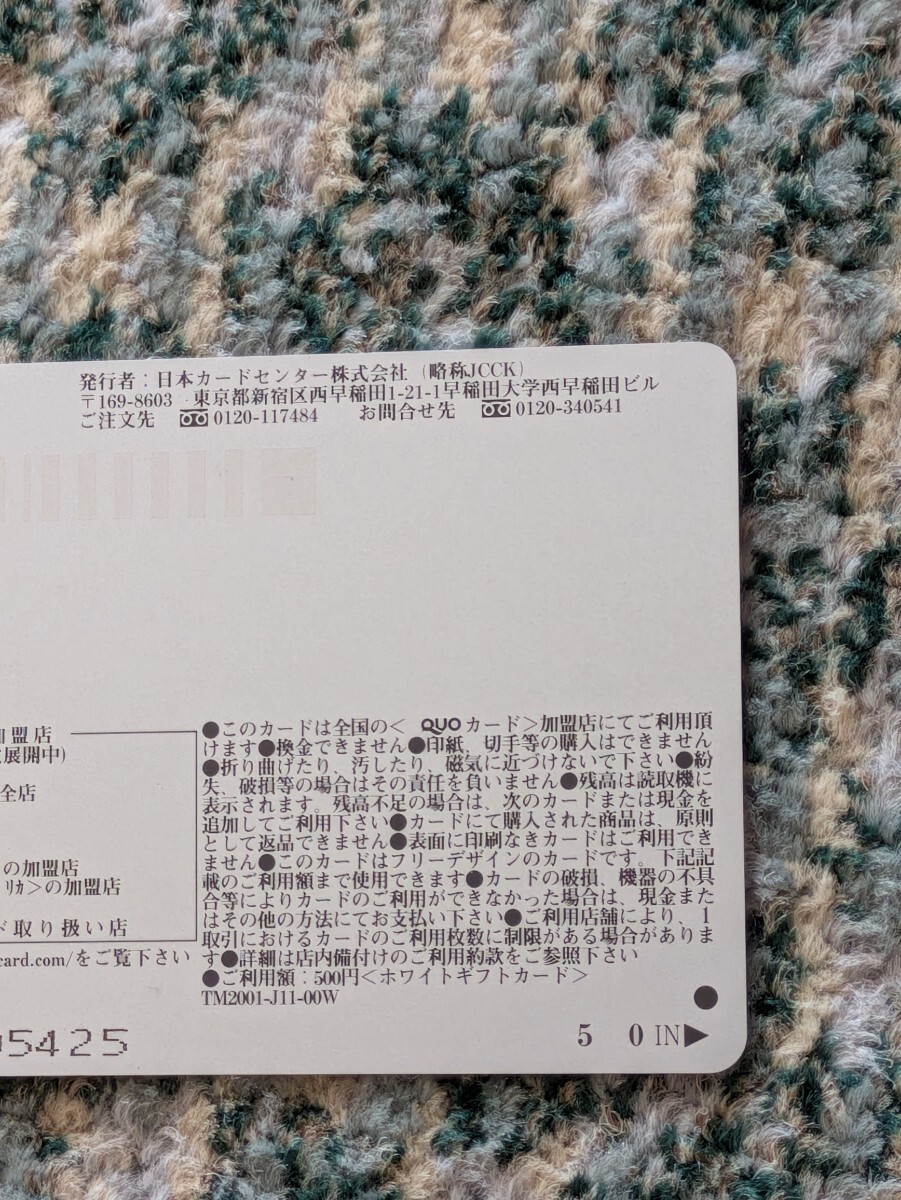 発行者：日本カードセンター株式会社（略称JCCK）
〒169-8603 東京都新宿区西早稲田1-21-1早稲田大学西早稲田ビル
ご注文先 0120-117484 お問合せ先 0120-340541
加盟店
展開中)
全店
の加盟店
ﾘｶ＞の加盟店
ド取り扱い店
card.com/をご覧下さい
●このカードは全国の＜ QUOカード＞加盟店にてご利用頂
けます●換金できません●印紙、切手等の購入はできません
●折り曲げたり、汚したり、磁気に近づけないで下さい●紛
失、破損等の場合はその責任を負いません●残高は読取機に
表示されます。残高不足の場合は、次のカードまたは現金を
追加してご利用下さい●カードにて購入された商品は、原則
として返品できません●表面に印刷なきカードはご利用でき
ません●このカードはフリーデザインのカードです。下記記
載のご利用額まで使用できます●カードの破損、機器の不具
合等によりカードのご利用ができなかった場合は、現金また
はその他の方法にてお支払い下さい●ご利用店舗により、1
取引におけるカードのご利用枚数に制限がある場合がありま
す●詳細は店内備付けのご利用約款をご参照下さい
●ご利用額：500円＜ホワイトギフトカード＞
TM2001-J11-00W
5425
5 0 IN▶